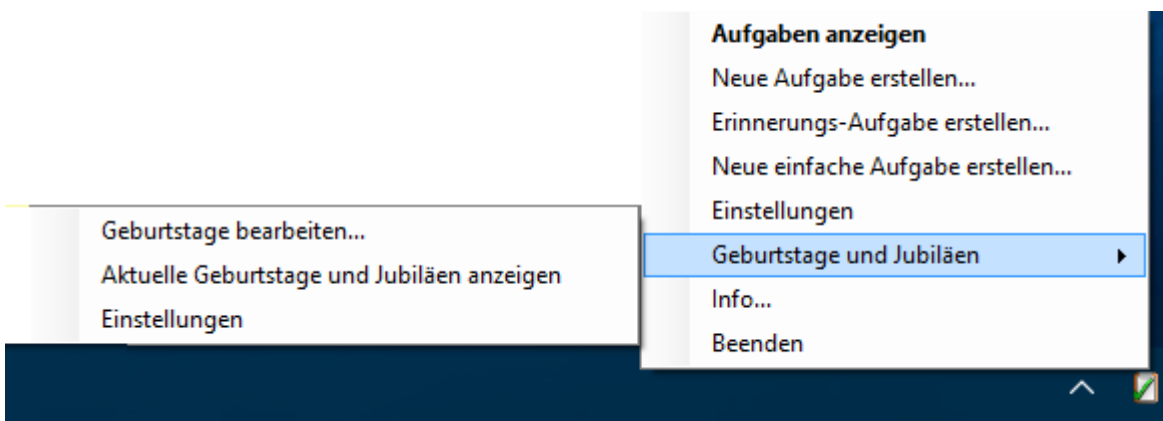 Aufgaben anzeigen
Neue Aufgabe erstellen...
Erinnerungs-Aufgabe erstellen...
Neue einfache Aufgabe erstellen...
Einstellungen
Geburtstage und Jubiläen
Info...
Beenden
Geburtstage bearbeiten...
Aktuelle Geburtstage und Jubiläen anzeigen
Einstellungen